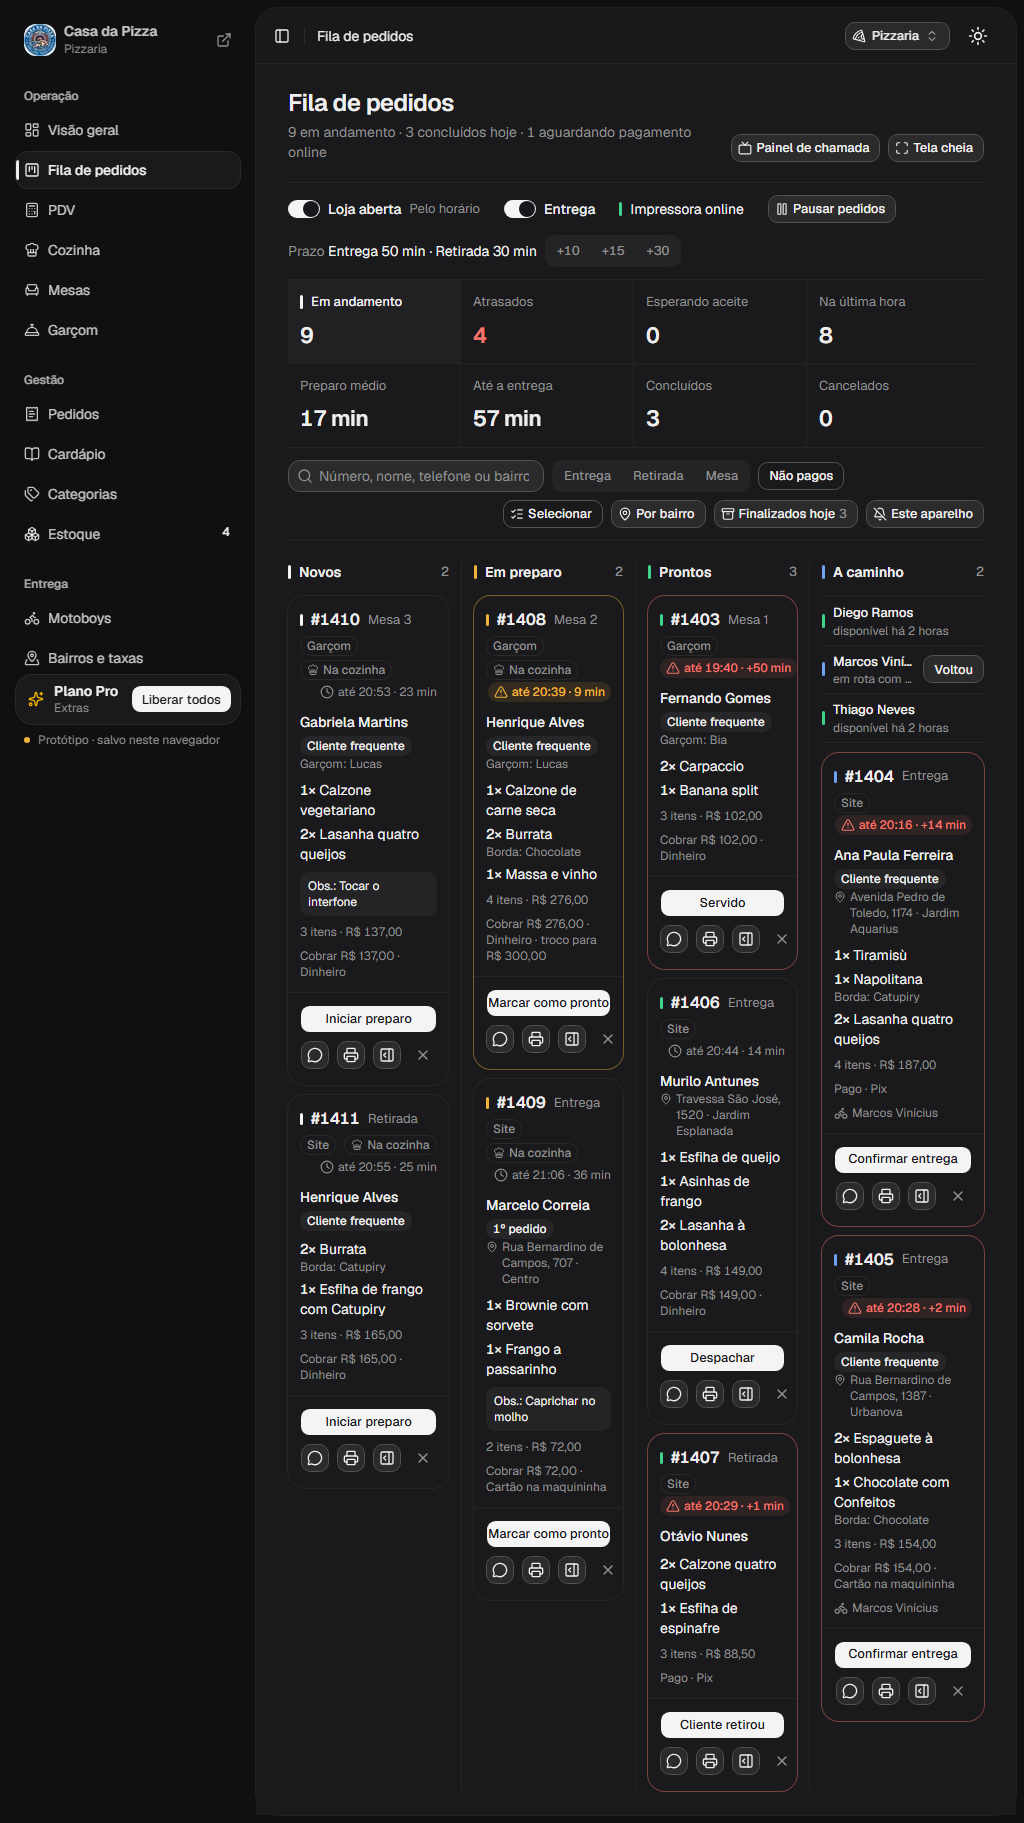 Casa da Pizza
Pizzaria
Operação
Visão geral
Fila de pedidos
PDV
Cozinha
Mesas
Garçom
Gestão
Pedidos
Cardápio
Categorias
Estoque 4
Entrega
Motoboys
Bairros e taxas
Plano Pro
Extras
Liberar todos
Protótipo · salvo neste navegador
Fila de pedidos
Pizzaria
Fila de pedidos
9 em andamento · 3 concluídos hoje · 1 aguardando pagamento
online
Painel de chamada
Tela cheia
Loja aberta Pelo horário
Entrega
Impressora online
Pausar pedidos
Prazo Entrega 50 min · Retirada 30 min
+10 +15 +30
Em andamento
9
Atrasados
4
Esperando aceite
0
Na última hora
8
Preparo médio
17 min
Até a entrega
57 min
Concluídos
3
Cancelados
0
Número, nome, telefone ou bairro
Entrega Retirada Mesa
Não pagos
Selecionar
Por bairro
Finalizados hoje 3
Este aparelho
Novos 2
#1410 Mesa 3
Garçom
Na cozinha
até 20:53 · 23 min
Gabriela Martins
Cliente frequente
Garçom: Lucas
1× Calzone
vegetariano
2× Lasanha quatro
queijos
Obs.: Tocar o
interfone
3 itens · R$ 137,00
Cobrar R$ 137,00 ·
Dinheiro
Iniciar preparo
#1411 Retirada
Site Na cozinha
até 20:55 · 25 min
Henrique Alves
Cliente frequente
2× Burrata
Borda: Catupiry
1× Esfiha de frango
com Catupiry
3 itens · R$ 165,00
Cobrar R$ 165,00 ·
Dinheiro
Iniciar preparo
Em preparo 2
#1408 Mesa 2
Garçom
Na cozinha
até 20:39 · 9 min
Henrique Alves
Cliente frequente
Garçom: Lucas
1× Calzone de
carne seca
2× Burrata
Borda: Chocolate
1× Massa e vinho
4 itens · R$ 276,00
Cobrar R$ 276,00 ·
Dinheiro · troco para
R$ 300,00
Marcar como pronto
#1409 Entrega
Site
Na cozinha
até 21:06 · 36 min
Marcelo Correia
1º pedido
Rua Bernardino de
Campos, 707 ·
Centro
1× Brownie com
sorvete
1× Frango a
passarinho
Obs.: Caprichar no
molho
2 itens · R$ 72,00
Cobrar R$ 72,00 ·
Cartão na maquininha
Marcar como pronto
Prontos 3
#1403 Mesa 1
Garçom
até 19:40 · +50 min
Fernando Gomes
Cliente frequente
Garçom: Bia
2× Carpaccio
1× Banana split
3 itens · R$ 102,00
Cobrar R$ 102,00 ·
Dinheiro
Servido
#1406 Entrega
Site
até 20:44 · 14 min
Murilo Antunes
Travessa São José,
1520 · Jardim
Esplanada
1× Esfiha de queijo
1× Asinhas de
frango
2× Lasanha à
bolonhesa
4 itens · R$ 149,00
Cobrar R$ 149,00 ·
Dinheiro
Despachar
#1407 Retirada
Site
até 20:29 · +1 min
Otávio Nunes
2× Calzone quatro
queijos
1× Esfiha de
espinafre
3 itens · R$ 88,50
Pago · Pix
Cliente retirou
A caminho 2
Diego Ramos
disponível há 2 horas
Marcos Viní...
em rota com ...
Voltou
Thiago Neves
disponível há 2 horas
#1404 Entrega
Site
até 20:16 · +14 min
Ana Paula Ferreira
Cliente frequente
Avenida Pedro de
Toledo, 1174 · Jardim
Aquarius
1× Tiramisù
1× Napolitana
Borda: Catupiry
2× Lasanha quatro
queijos
4 itens · R$ 187,00
Pago · Pix
Marcos Vinícius
Confirmar entrega
#1405 Entrega
Site
até 20:28 · +2 min
Camila Rocha
Cliente frequente
Rua Bernardino de
Campos, 1387 ·
Urbanova
2× Espaguete à
bolonhesa
1× Chocolate com
Confeitos
Borda: Chocolate
3 itens · R$ 154,00
Cobrar R$ 154,00 ·
Cartão na maquininha
Marcos Vinícius
Confirmar entrega